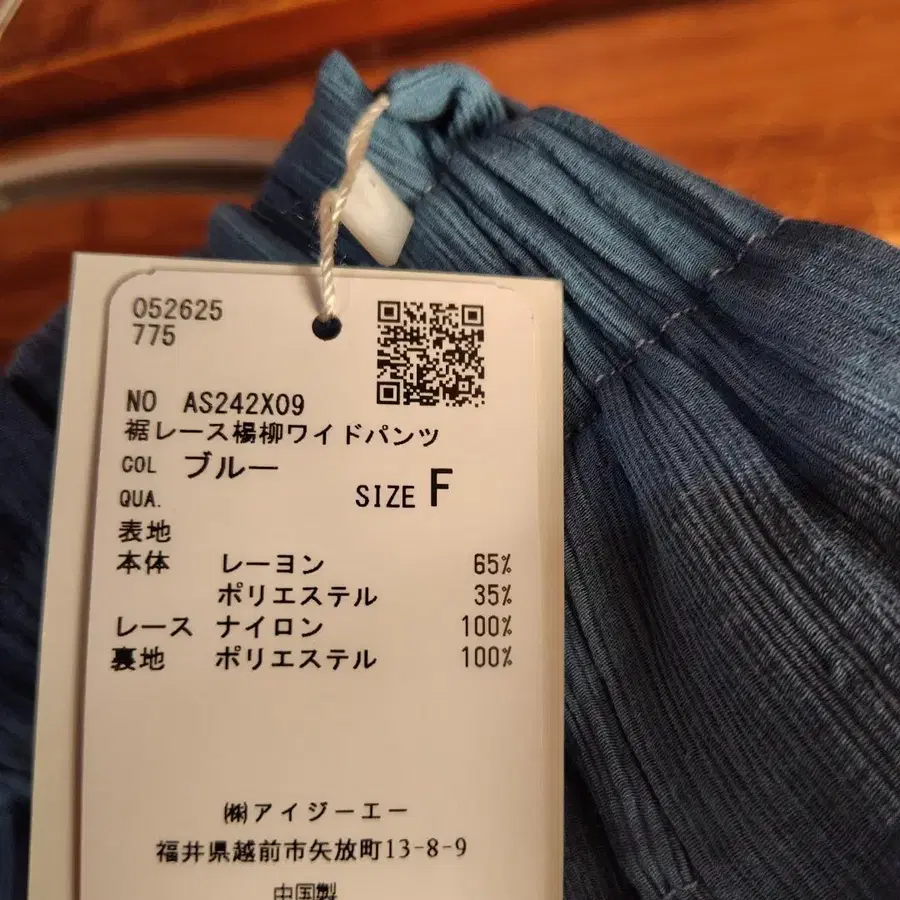 052625
775
NO AS242X09
裾レース楊柳ワイドパンツ
COL ブルー
QUA. SIZE F
表地
本体 レーヨン 65%
ポリエステル 35%
レース ナイロン 100%
裏地 ポリエステル 100%
㈱アイジーエー
福井県越前市矢放町13-8-9
中国製